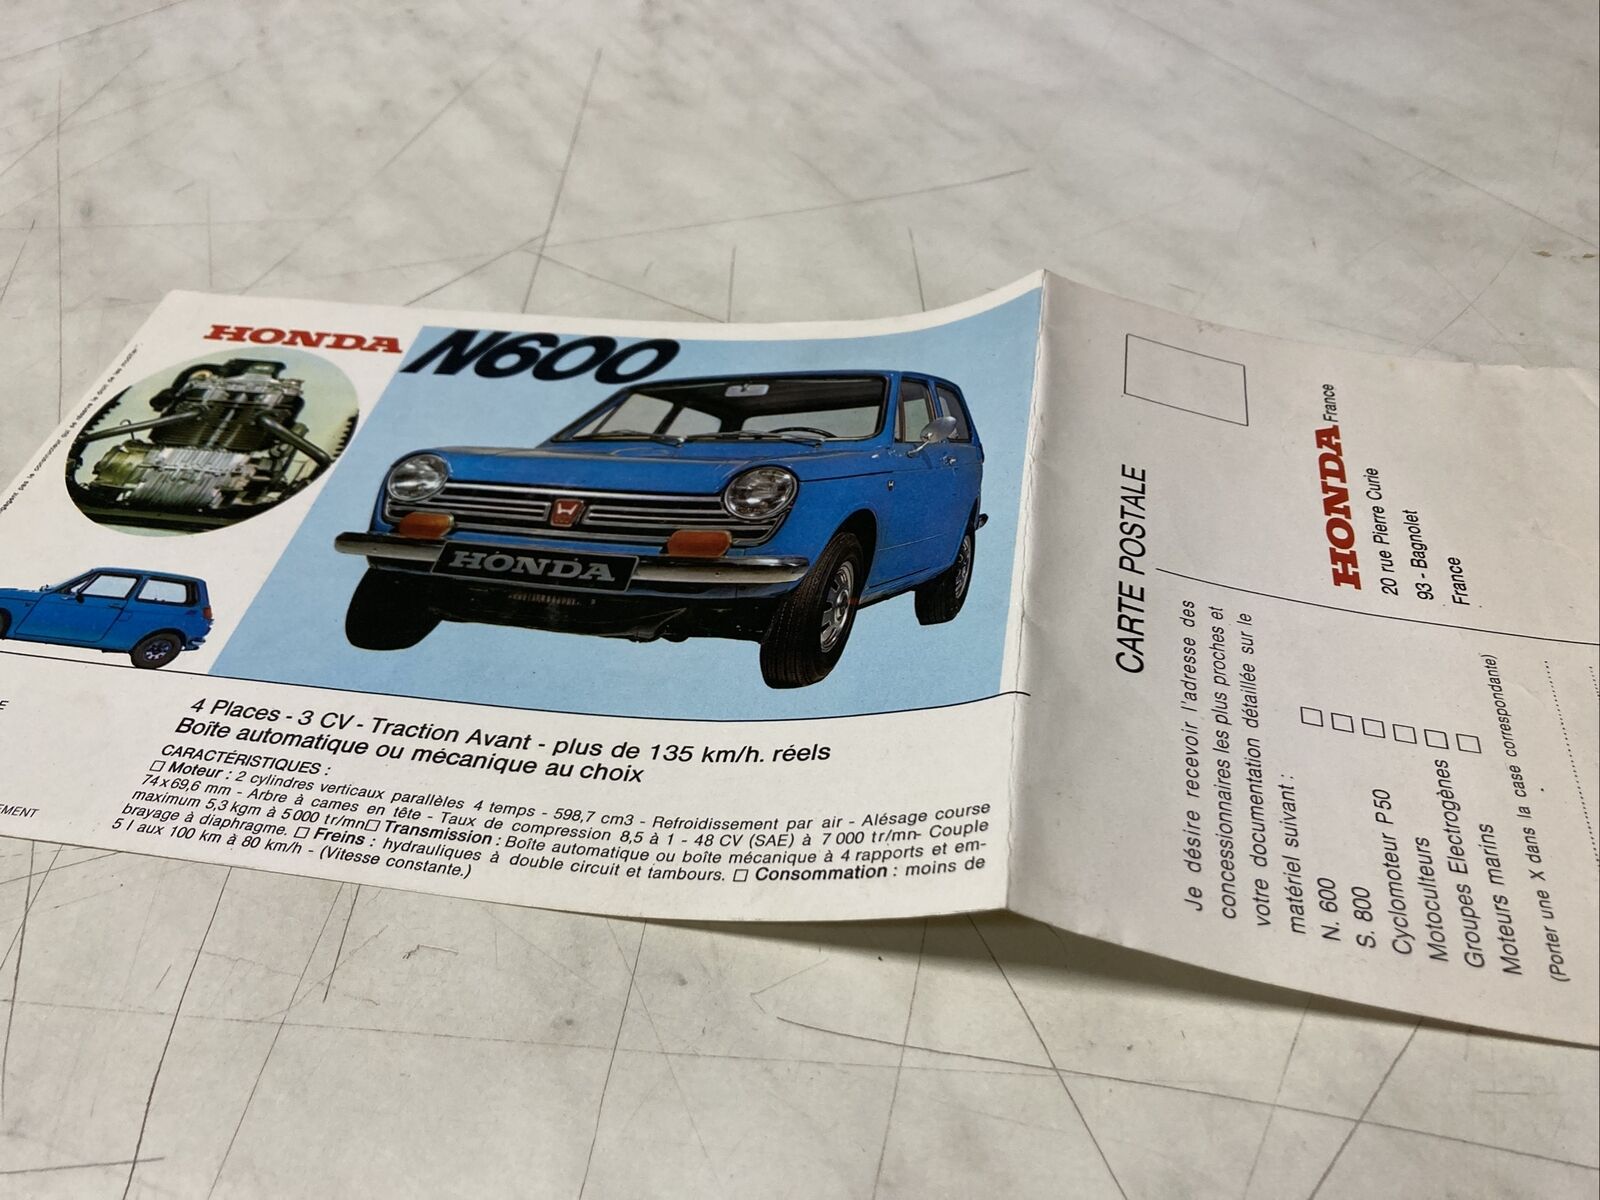 HONDA N600
HONDA
4 Places - 3 CV - Traction Avant - plus de 135 km/h. réels
Boîte automatique ou mécanique au choix
CARACTÉRISTIQUES :
□ Moteur : 2 cylindres verticaux parallèles 4 temps - 598,7 cm3 - Refroidissement par air - Alésage course
74x69,6 mm - Arbre à cames en tête - Taux de compression 8,5 à 1 - 48 CV (SAE) à 7 000 tr/mn- Couple
maximum 5,3 kgm à 5 000 tr/mn□ Transmission : Boîte automatique ou boîte mécanique à 4 rapports et em-
brayage à diaphragme. □ Freins : hydrauliques à double circuit et tambours. □ Consommation : moins de
5 l aux 100 km à 80 km/h - (Vitesse constante.)
CARTE POSTALE
HONDA France
20 rue Pierre Curie
93 - Bagnolet
France
Je désire recevoir l'adresse des
concessionnaires les plus proches et
votre documentation détaillée sur le
matériel suivant :
N. 600 □
S. 800 □
Cyclomoteur P50 □
Motoculteurs □
Groupes Electrogènes □
Moteurs marins □
(Porter une X dans la case correspondante)